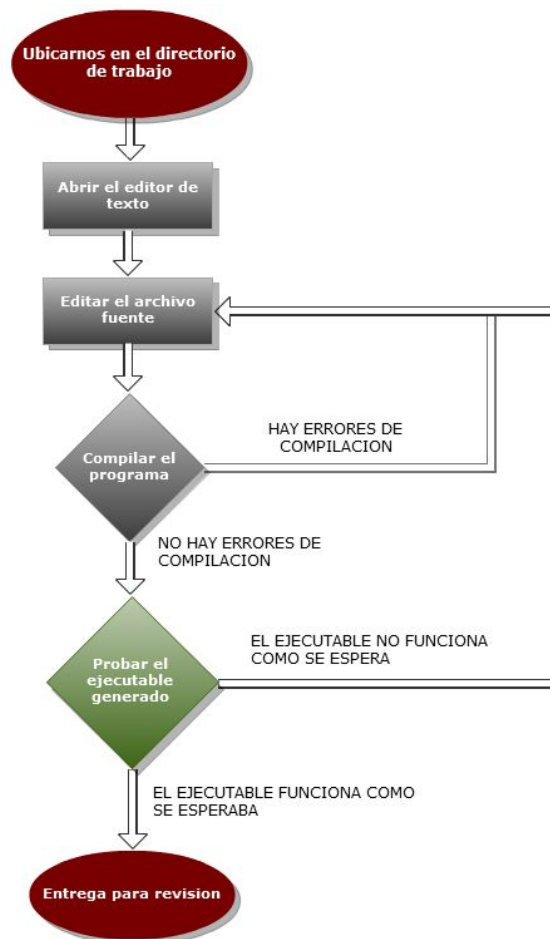 Ubicarnos en el directorio
de trabajo
Abrir el editor de
texto
Editar el archivo
fuente
HAY ERRORES DE
COMPILACION
Compilar el
programa
NO HAY ERRORES DE
COMPILACION
EL EJECUTABLE NO FUNCIONA
COMO SE ESPERA
Probar el
ejecutable
generado
EL EJECUTABLE FUNCIONA COMO
SE ESPERABA
Entrega para revision